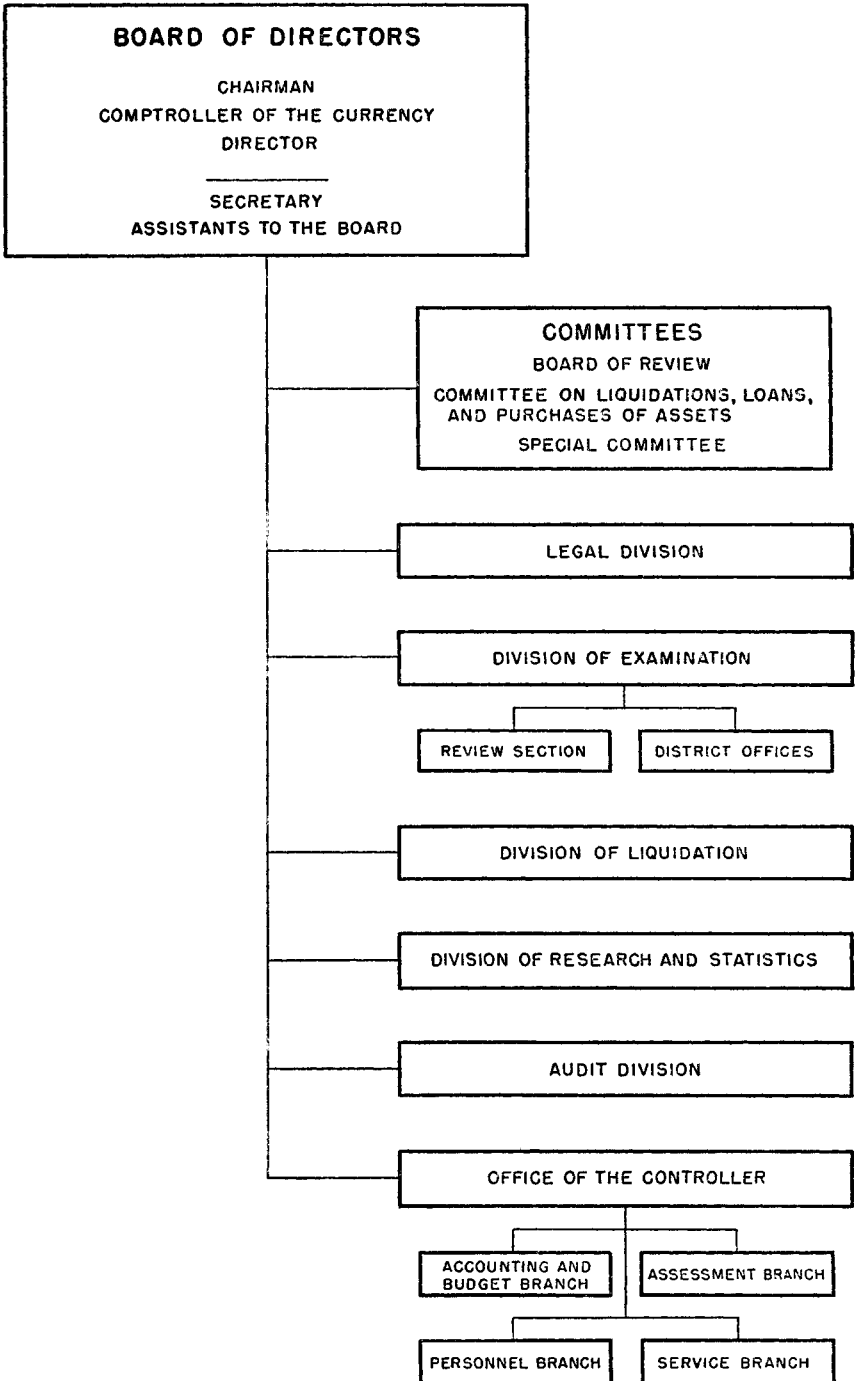 BOARD OF DIRECTORS
CHAIRMAN
COMPTROLLER OF THE CURRENCY
DIRECTOR
SECRETARY
ASSISTANTS TO THE BOARD
COMMITTEES
BOARD OF REVIEW
COMMITTEE ON LIQUIDATIONS, LOANS,
AND PURCHASES OF ASSETS
SPECIAL COMMITTEE
LEGAL DIVISION
DIVISION OF EXAMINATION
REVIEW SECTION
DISTRICT OFFICES
DIVISION OF LIQUIDATION
DIVISION OF RESEARCH AND STATISTICS
AUDIT DIVISION
OFFICE OF THE CONTROLLER
ACCOUNTING AND
BUDGET BRANCH
ASSESSMENT BRANCH
PERSONNEL BRANCH
SERVICE BRANCH